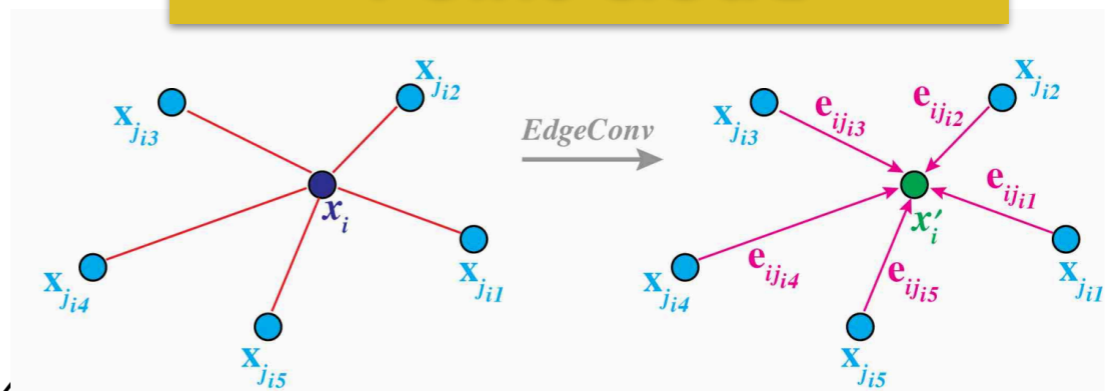 x_{j_{i3}}
x_{j_{i2}}
x_i
x_{j_{i4}}
x_{j_{i1}}
x_{j_{i5}}
EdgeConv
x_{j_{i3}}
e_{ij_{i3}}
e_{ij_{i2}}
x_{j_{i2}}
x'_i
e_{ij_{i1}}
x_{j_{i4}}
e_{ij_{i4}}
e_{ij_{i5}}
x_{j_{i1}}
x_{j_{i5}}